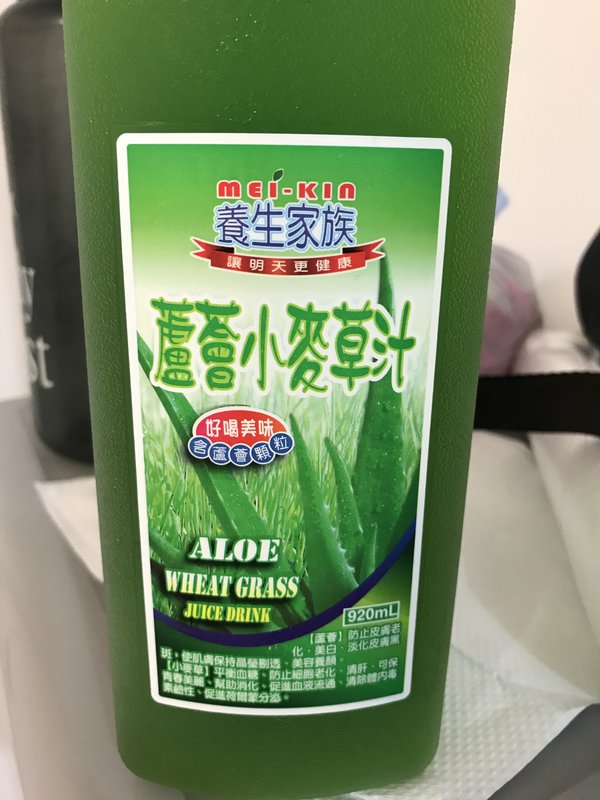 MEI-KIN
養生家族
讓明天更健康
蘆薈小麥草汁
好喝美味
含蘆薈顆粒
ALOE
WHEAT GRASS
JUICE DRINK
920mL
【蘆薈】防止皮膚老
化、美白、淡化皮膚黑
斑,使肌膚保持晶瑩剔透、美容養顏。
【小麥草】平衡血糖、防止細胞老化、清肝、可保
青春美麗、幫助消化、促進血液流通、清除體內毒
素鹼性、促進荷爾蒙分泌。